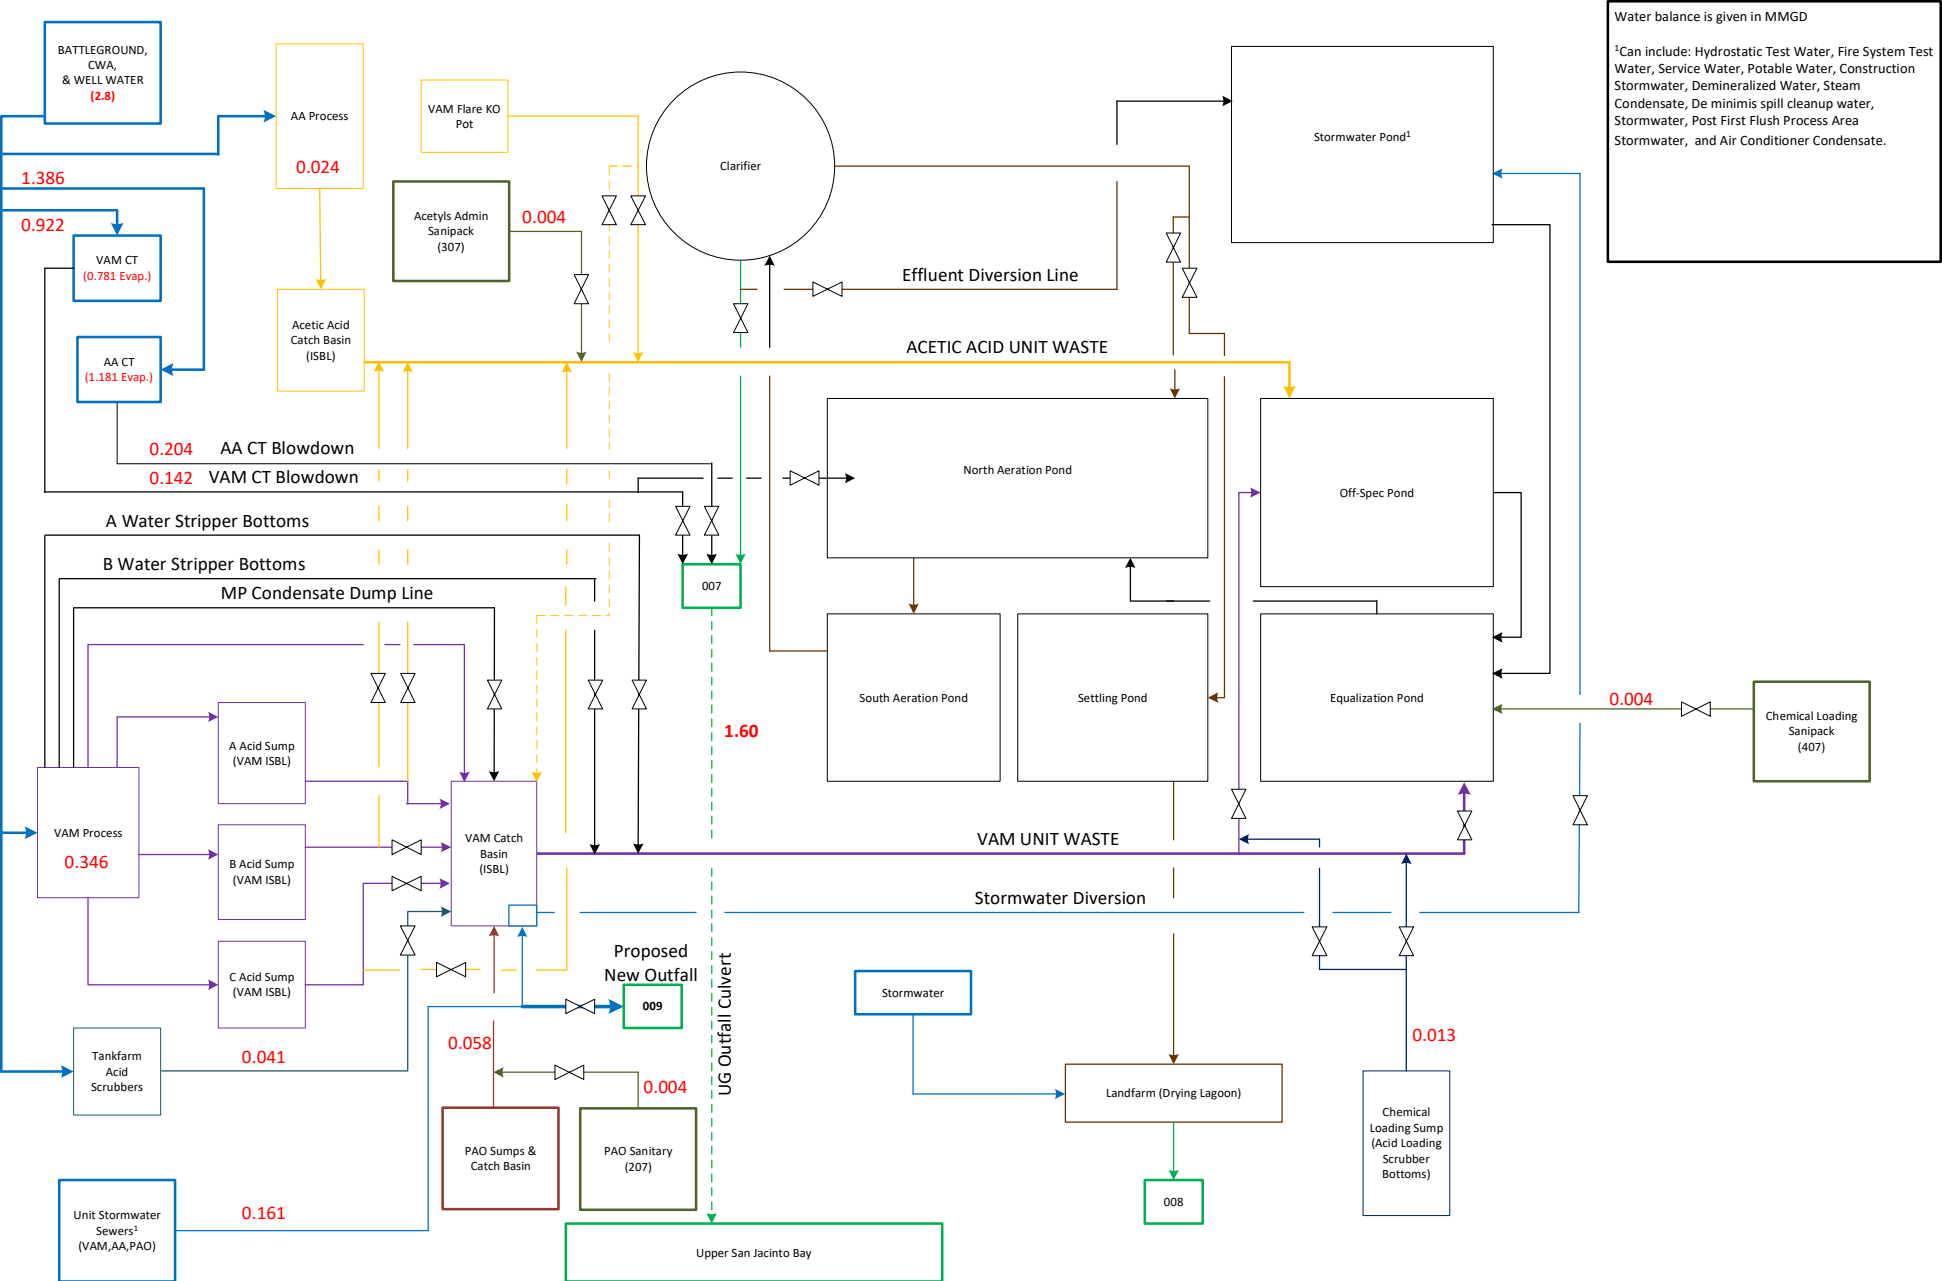 BATTLEGROUND,
CWA,
& WELL WATER
(2.8)
AA Process
0.024
VAM Flare KO
Pot
Clarifier
Stormwater Pond¹
Water balance is given in MMGD
¹Can include: Hydrostatic Test Water, Fire System Test
Water, Service Water, Potable Water, Construction
Stormwater, Demineralized Water, Steam
Condensate, De minimis spill cleanup water,
Stormwater, Post First Flush Process Area
Stormwater,  and Air Conditioner Condensate.
1.386
0.922
Acetyls Admin
Sanipack
(307)
0.004
VAM CT
(0.781 Evap.)
Effluent Diversion Line
Acetic Acid
Catch Basin
(ISBL)
AA CT
(1.181 Evap.)
ACETIC ACID UNIT WASTE
0.204 AA CT Blowdown
0.142 VAM CT Blowdown
North Aeration Pond
Off-Spec Pond
A Water Stripper Bottoms
B Water Stripper Bottoms
MP Condensate Dump Line
007
South Aeration Pond
Settling Pond
Equalization Pond
0.004
Chemical Loading
Sanipack
(407)
1.60
A Acid Sump
(VAM ISBL)
VAM Process
0.346
B Acid Sump
(VAM ISBL)
VAM Catch
Basin
(ISBL)
VAM UNIT WASTE
Stormwater Diversion
C Acid Sump
(VAM ISBL)
Proposed
New Outfall
009
UG Outfall Culvert
Stormwater
Tankfarm
Acid
Scrubbers
0.041
0.058
0.004
0.013
Landfarm (Drying Lagoon)
PAO Sumps &
Catch Basin
PAO Sanitary
(207)
Chemical
Loading Sump
(Acid Loading
Scrubber
Bottoms)
008
Unit Stormwater
Sewers¹
(VAM,AA,PAO)
0.161
Upper San Jacinto Bay